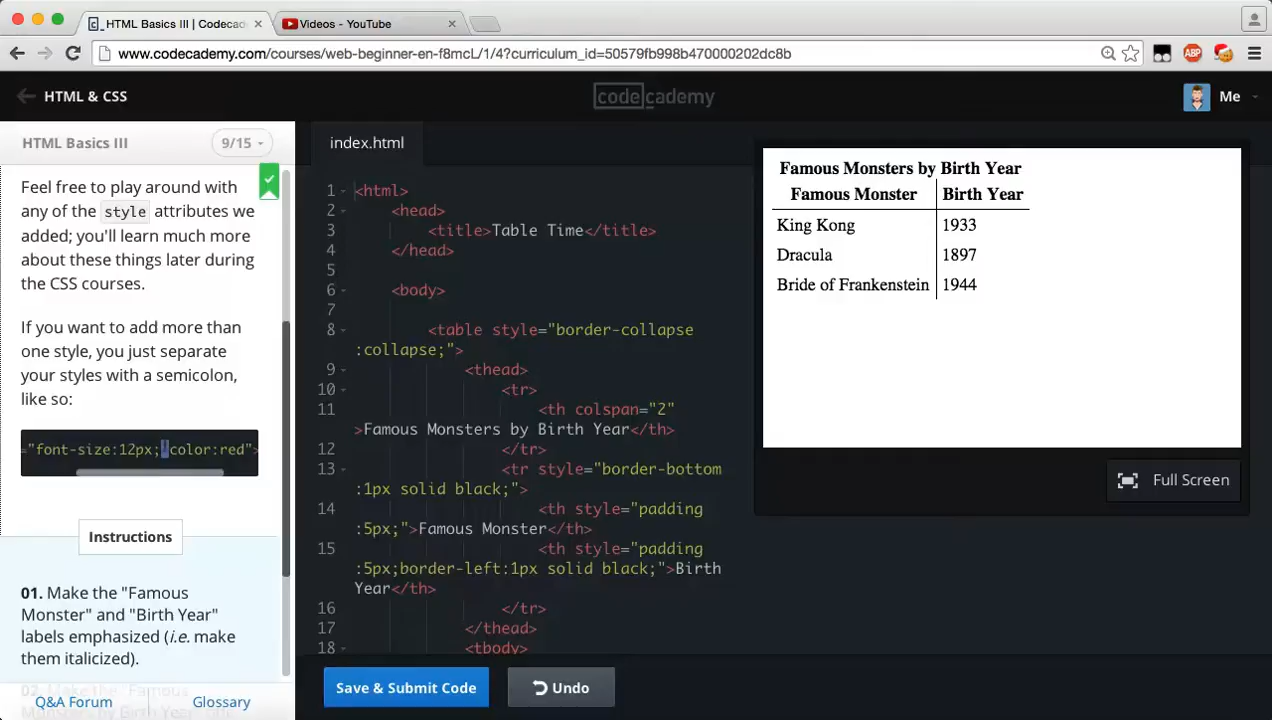 HTML Basics III | Codecad
Videos - YouTube
www.codecademy.com/courses/web-beginner-en-f8mcL/1/4?curriculum_id=50579fb998b470000202dc8b
ABP
HTML & CSS
codecademy
Me
HTML Basics III
9/15
Feel free to play around with
any of the style attributes we
added; you'll learn much more
about these things later during
the CSS courses.
If you want to add more than
one style, you just separate
your styles with a semicolon,
like so:
="font-size:12px; color:red">
Instructions
01. Make the "Famous
Monster" and "Birth Year"
labels emphasized (i.e. make
them italicized).
02. Make the "Famous
Monsters by Birth Year"
Q&A Forum
Glossary
index.html
1 <html>
2 <head>
3 <title>Table Time</title>
4 </head>
5
6 <body>
7
8 <table style="border-collapse
:collapse;">
9 <thead>
10 <tr>
11 <th colspan="2"
>Famous Monsters by Birth Year</th>
12 </tr>
13 <tr style="border-bottom
:1px solid black;">
14 <th style="padding
:5px;">Famous Monster</th>
15 <th style="padding
:5px;border-left:1px solid black;">Birth
Year</th>
16 </tr>
17 </thead>
18 <tbody>
Save & Submit Code
Undo
Famous Monsters by Birth Year
Famous Monster Birth Year
King Kong 1933
Dracula 1897
Bride of Frankenstein 1944
Full Screen